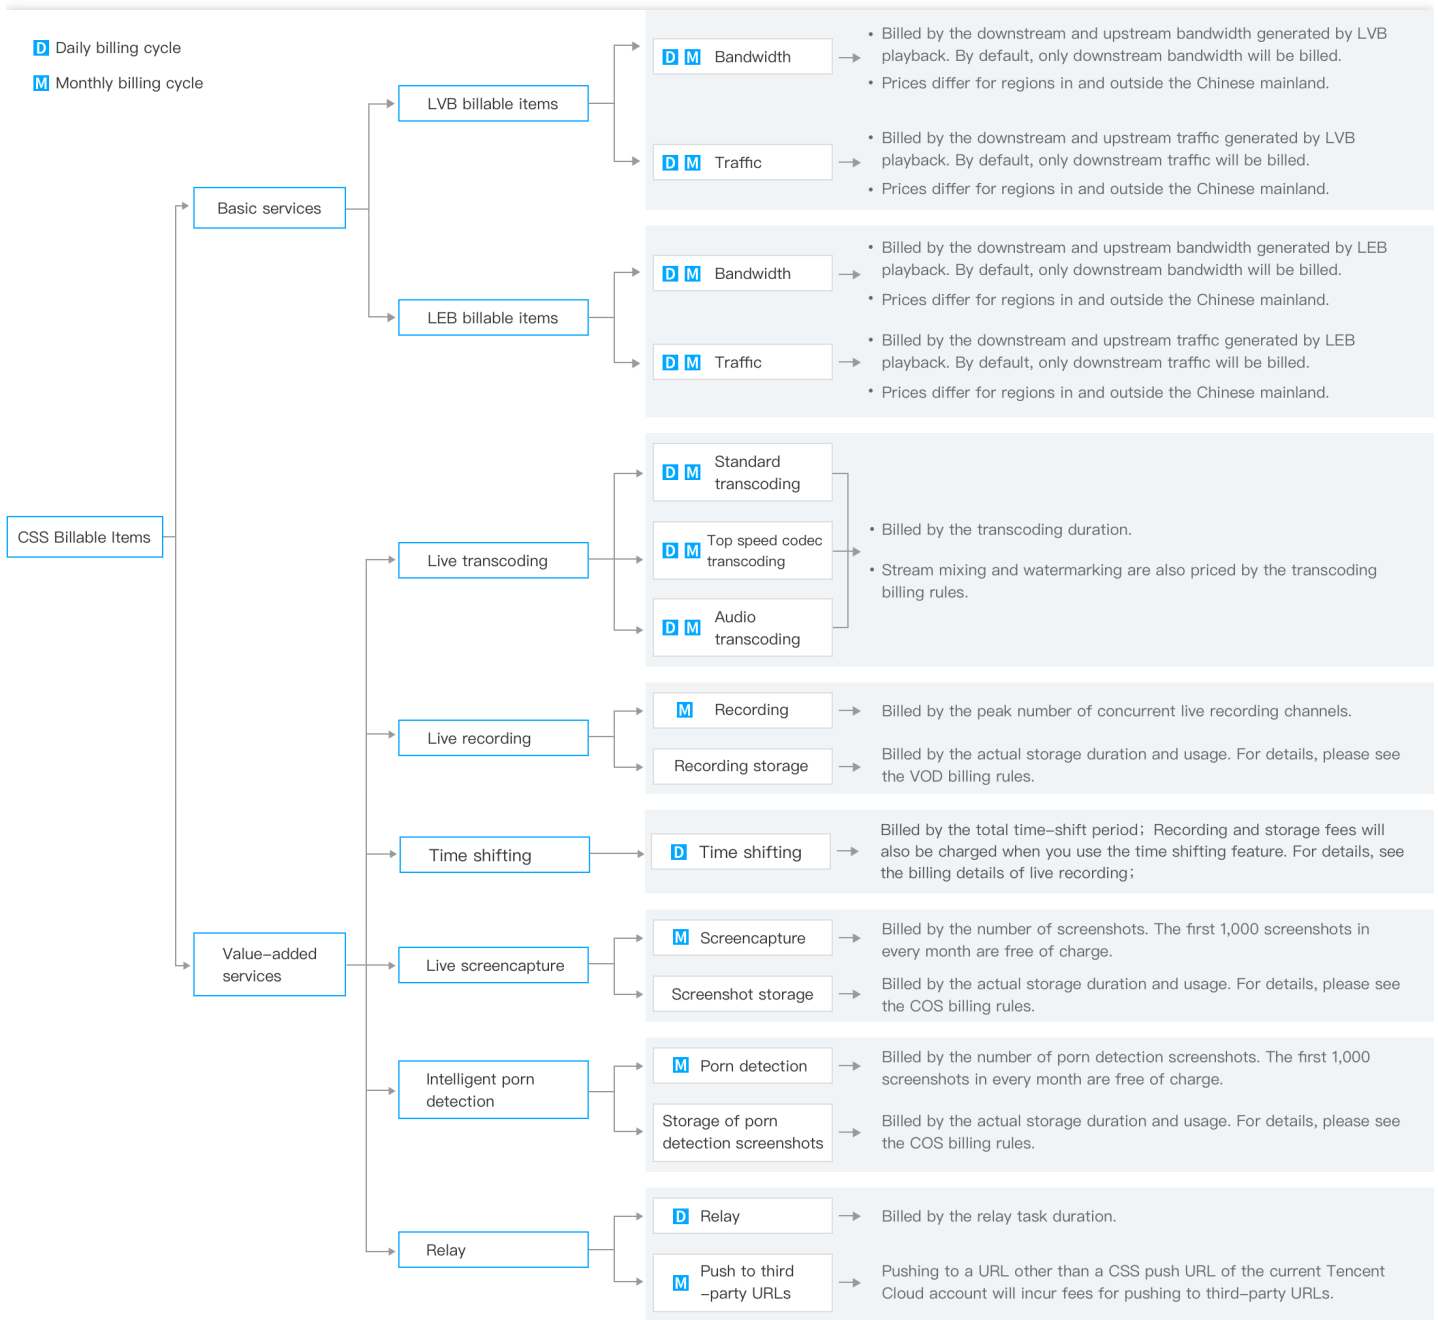 D Daily billing cycle
M Monthly billing cycle
CSS Billable Items
Basic services
LVB billable items
D M Bandwidth
• Billed by the downstream and upstream bandwidth generated by LVB
playback. By default, only downstream bandwidth will be billed.
• Prices differ for regions in and outside the Chinese mainland.
D M Traffic
• Billed by the downstream and upstream traffic generated by LVB
playback. By default, only downstream traffic will be billed.
• Prices differ for regions in and outside the Chinese mainland.
LEB billable items
D M Bandwidth
• Billed by the downstream and upstream bandwidth generated by LEB
playback. By default, only downstream bandwidth will be billed.
• Prices differ for regions in and outside the Chinese mainland.
D M Traffic
• Billed by the downstream and upstream traffic generated by LEB
playback. By default, only downstream traffic will be billed.
• Prices differ for regions in and outside the Chinese mainland.
Value-added
services
Live transcoding
D M Standard
transcoding
D M Top speed codec
transcoding
D M Audio
transcoding
• Billed by the transcoding duration.
• Stream mixing and watermarking are also priced by the transcoding
billing rules.
Live recording
M Recording
Billed by the peak number of concurrent live recording channels.
Recording storage
Billed by the actual storage duration and usage. For details, please see
the VOD billing rules.
Time shifting
D Time shifting
Billed by the total time-shift period; Recording and storage fees will
also be charged when you use the time shifting feature. For details, see
the billing details of live recording;
Live screencapture
M Screencapture
Billed by the number of screenshots. The first 1,000 screenshots in
every month are free of charge.
Screenshot storage
Billed by the actual storage duration and usage. For details, please see
the COS billing rules.
Intelligent porn
detection
M Porn detection
Billed by the number of porn detection screenshots. The first 1,000
screenshots in every month are free of charge.
Storage of porn
detection screenshots
Billed by the actual storage duration and usage. For details, please see
the COS billing rules.
Relay
D Relay
Billed by the relay task duration.
M Push to third
-party URLs
Pushing to a URL other than a CSS push URL of the current Tencent
Cloud account will incur fees for pushing to third-party URLs.